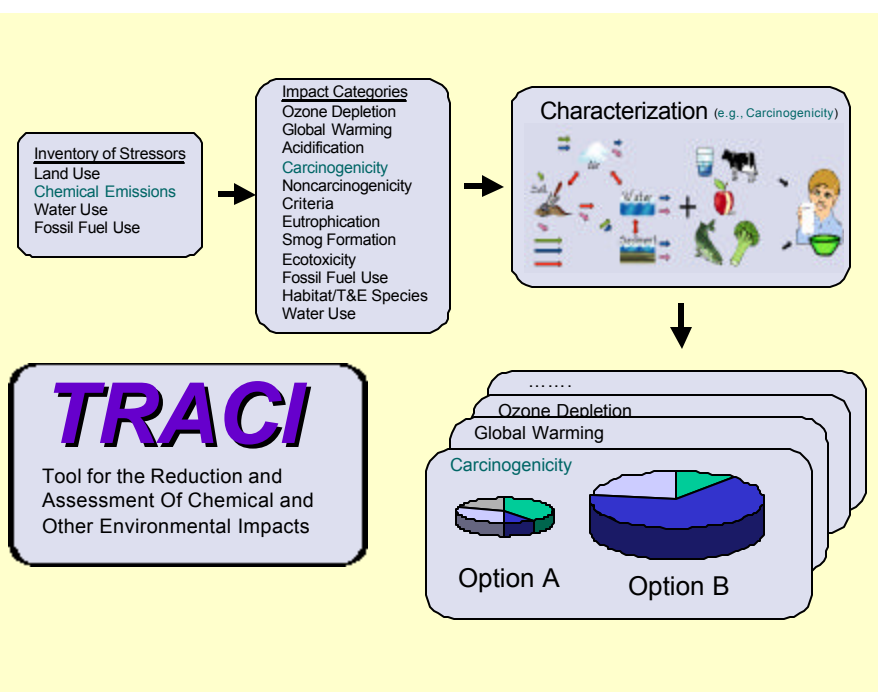 Inventory of Stressors
Land Use
Chemical Emissions
Water Use
Fossil Fuel Use
Impact Categories
Ozone Depletion
Global Warming
Acidification
Carcinogenicity
Noncarcinogenicity
Criteria
Eutrophication
Smog Formation
Ecotoxicity
Fossil Fuel Use
Habitat/T&E Species
Water Use
Characterization (e.g., Carcinogenicity)
Air
Soil
Water
+
Sediment
TRACI
Tool for the Reduction and
Assessment Of Chemical and
Other Environmental Impacts
…….
Ozone Depletion
Global Warming
Carcinogenicity
Option A
Option B